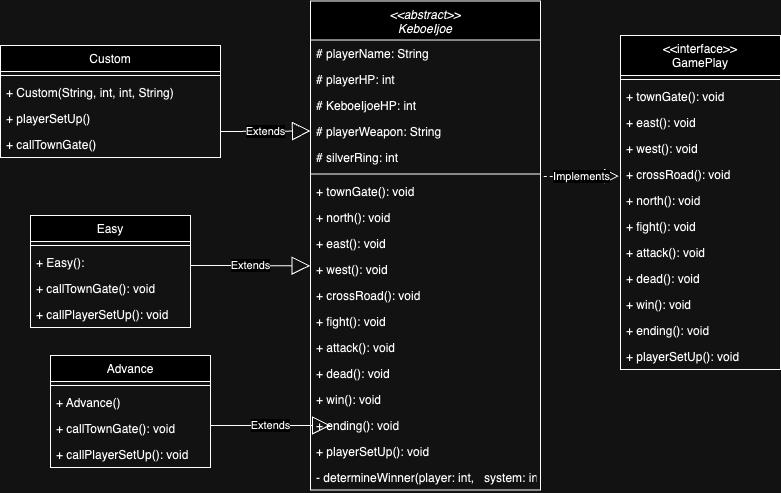 Custom
+ Custom(String, int, int, String)
+ playerSetUp()
+ callTownGate()
Extends
Easy
+ Easy():
+ callTownGate(): void
+ callPlayerSetUp(): void
Extends
Advance
+ Advance()
+ callTownGate(): void
+ callPlayerSetUp(): void
Extends
<<abstract>>
KeboeIjoe
# playerName: String
# playerHP: int
# KeboeIjoeHP: int
# playerWeapon: String
# silverRing: int
+ townGate(): void
+ north(): void
+ east(): void
+ west(): void
+ crossRoad(): void
+ fight(): void
+ attack(): void
+ dead(): void
+ win(): void
+ ending(): void
+ playerSetUp(): void
- determineWinner(player: int, system: in
Implements
<<interface>>
GamePlay
+ townGate(): void
+ east(): void
+ west(): void
+ crossRoad(): void
+ north(): void
+ fight(): void
+ attack(): void
+ dead(): void
+ win(): void
+ ending(): void
+ playerSetUp(): void